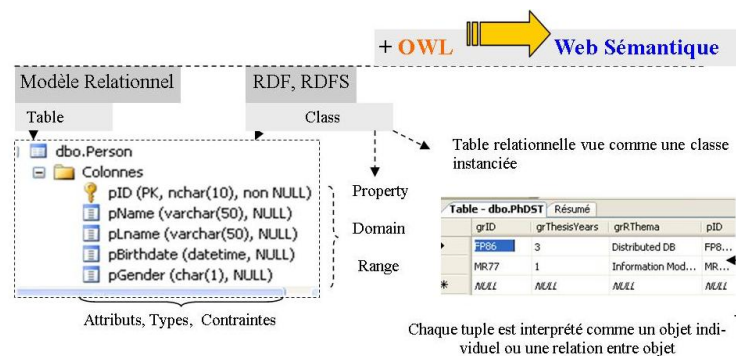 + OWL Web Sémantique
Modèle Relationnel RDF, RDFS
Table Class
dbo.Person
Colonnes
pID (PK, nchar(10), non NULL)
pName (varchar(50), NULL)
pLname (varchar(50), NULL)
pBirthdate (datetime, NULL)
pGender (char(1), NULL)
Attributs, Types, Contraintes
Property
Domain
Range
Table relationnelle vue comme une classe
instanciée
Table - dbo.PhDST Résumé
grID grThesisYears grRThema pID
FP86 3 Distributed DB FP8...
MR77 1 Information Mod... MR...
NULL NULL NULL NULL
Chaque tuple est interprété comme un objet indi-
viduel ou une relation entre objet